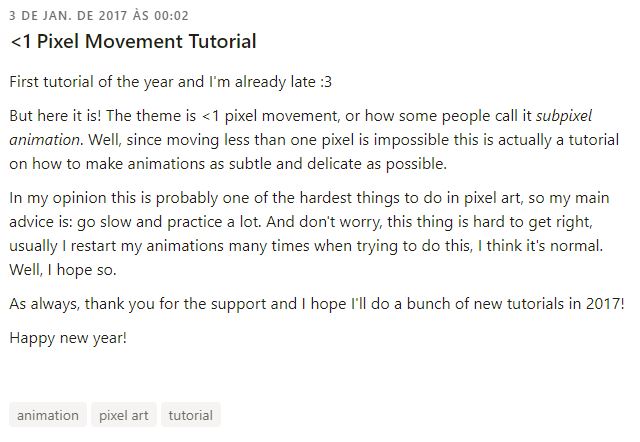 3 DE JAN. DE 2017 ÀS 00:02
<1 Pixel Movement Tutorial
First tutorial of the year and I'm already late :3
But here it is! The theme is <1 pixel movement, or how some people call it subpixel
animation. Well, since moving less than one pixel is impossible this is actually a tutorial
on how to make animations as subtle and delicate as possible.
In my opinion this is probably one of the hardest things to do in pixel art, so my main
advice is: go slow and practice a lot. And don't worry, this thing is hard to get right,
usually I restart my animations many times when trying to do this, I think it's normal.
Well, I hope so.
As always, thank you for the support and I hope I'll do a bunch of new tutorials in 2017!
Happy new year!
animation pixel art tutorial